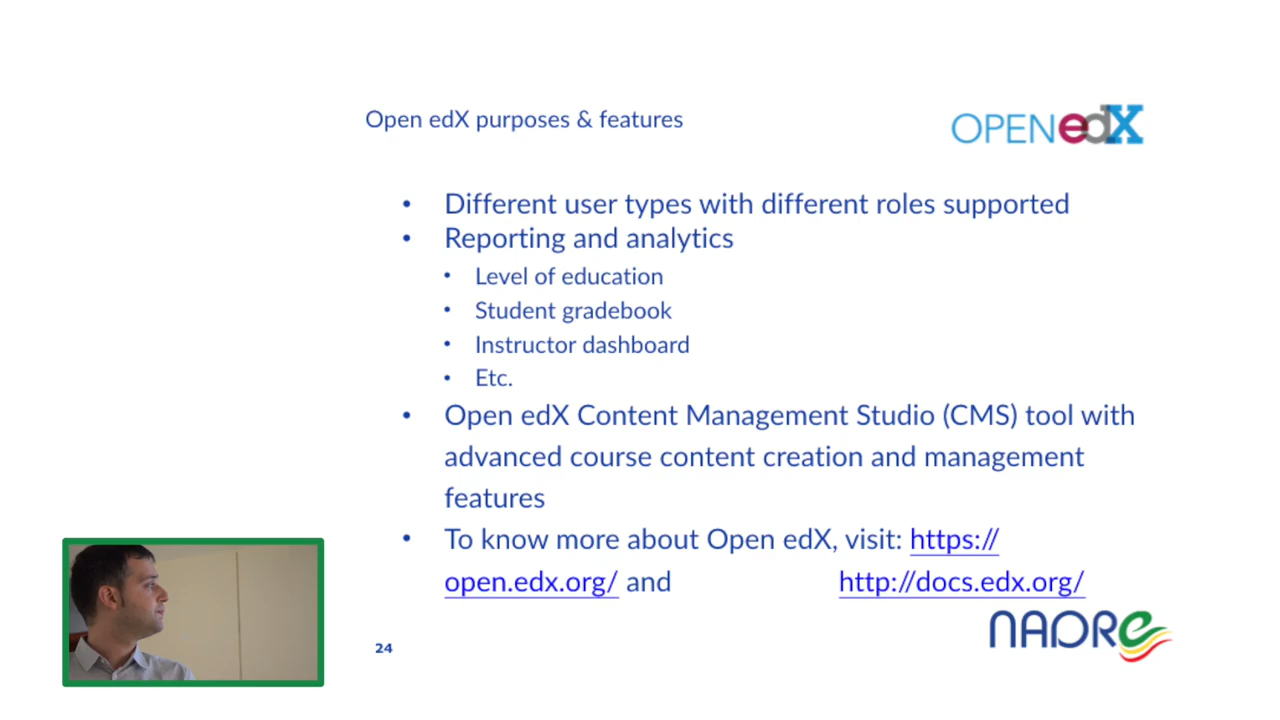 Open edX purposes & features
OPEN edX
• Different user types with different roles supported
• Reporting and analytics
• Level of education
• Student gradebook
• Instructor dashboard
• Etc.
• Open edX Content Management Studio (CMS) tool with
advanced course content creation and management
features
• To know more about Open edX, visit: https://
open.edx.org/ and http://docs.edx.org/
NADRe
24